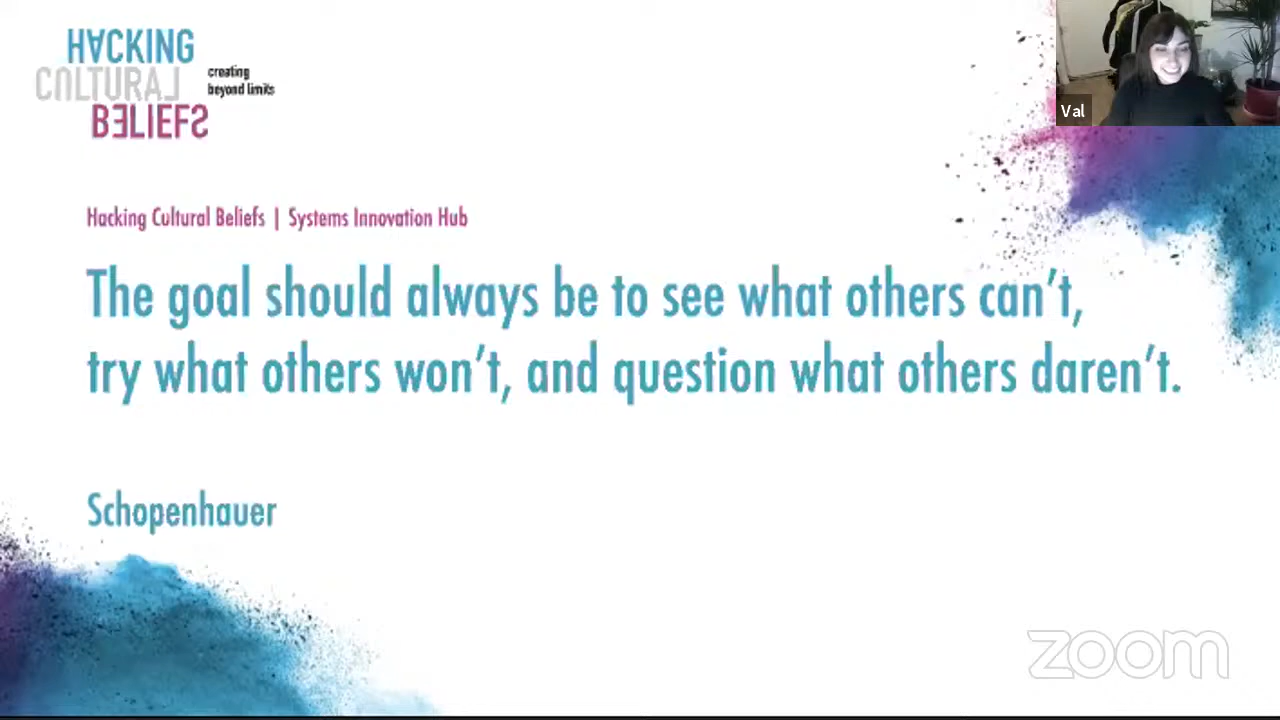 HACKING
CULTURAL
BELIEFS
creating
beyond limits
Val
Hacking Cultural Beliefs | Systems Innovation Hub
The goal should always be to see what others can't,
try what others won't, and question what others daren't.
Schopenhauer
zoom